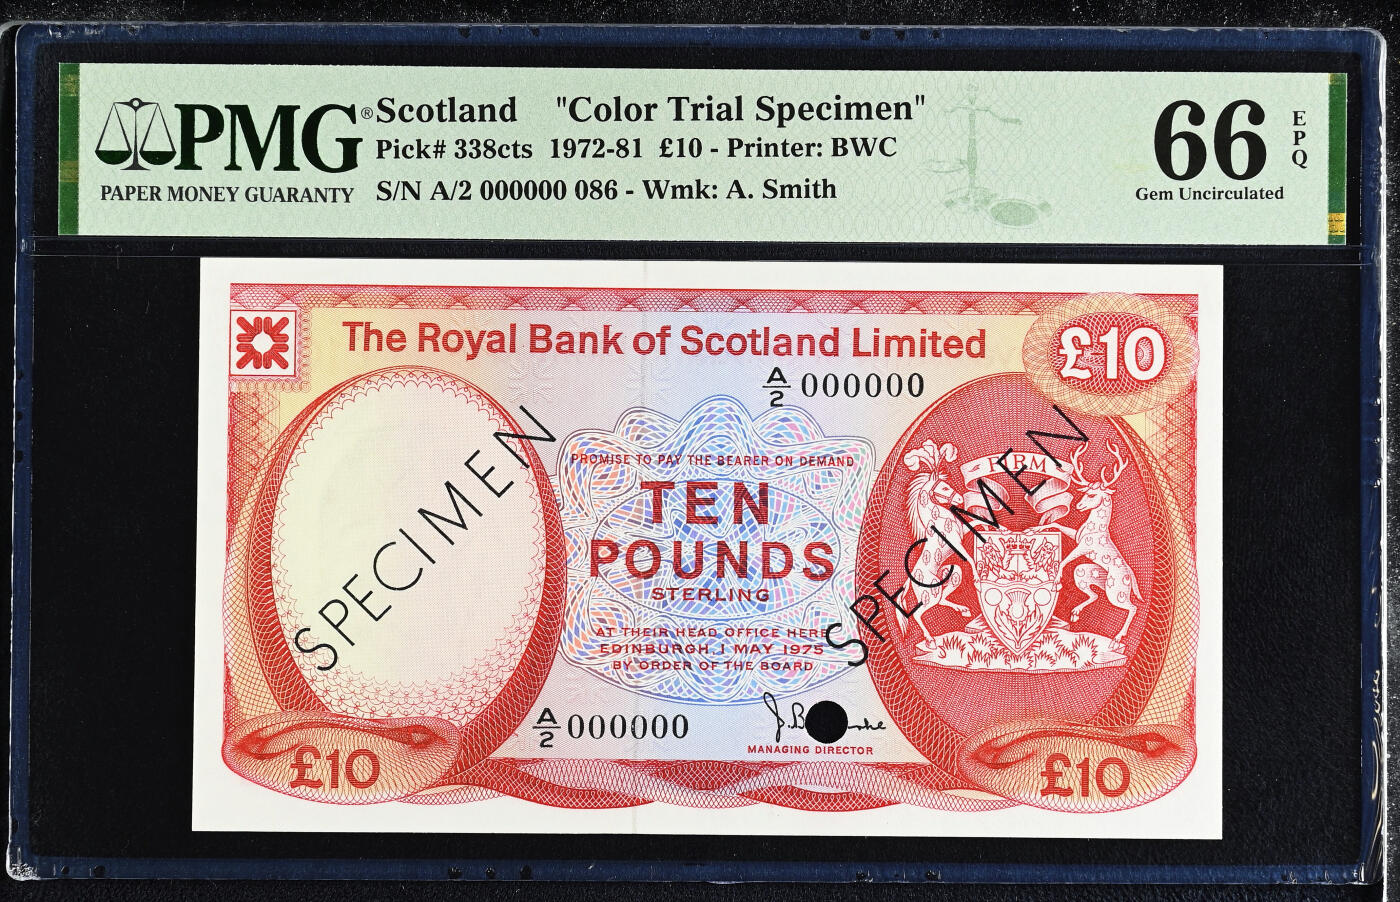 PMG®
PAPER MONEY GUARANTY
Scotland "Color Trial Specimen"
Pick# 338cts 1972-81 £10 - Printer: BWC
S/N A/2 000000 086 - Wmk: A. Smith
66
EPQ
Gem Uncirculated
The Royal Bank of Scotland Limited
£10
A/2 000000
PROMISE TO PAY THE BEARER ON DEMAND
TEN
POUNDS
STERLING
AT THEIR HEAD OFFICE HERE
EDINBURGH, 1 MAY 1975
BY ORDER OF THE BOARD
SPECIMEN
SPECIMEN
FIRM
A/2 000000
MANAGING DIRECTOR
£10
£10